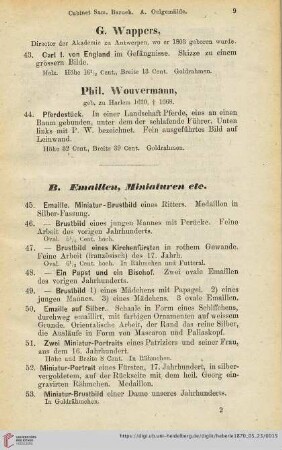 Cabinet Sam. Baruch. A. Oelgemälde. 9
G. Wappers,
Director der Akademie zu Antwerpen, wo er 1803 geboren wurde.
43. Carl I. von England im Gefängnisse. Skizze zu einem
grössern Bilde.
Holz. Höhe 16½, Cent., Breite 13 Cent. Goldrahmen.
Phil. Wouvermann,
geb. zu Harlem 1620, † 1668.
44. Pferdestück. In einer Landschaft Pferde, eins an einen
Baum gebunden, unter dem der schlafende Führer. Unten
links mit P. W. bezeichnet. Fein ausgeführtes Bild auf
Leinwand.
Höhe 32 Cent., Breite 39 Cent. Goldrahmen.
B. Emaillen, Miniaturen etc.
45. Emaille. Miniatur-Brustbild eines Ritters. Medaillon in
Silber-Fassung.
46. — Brustbild eines jungen Mannes mit Perücke. Feine
Arbeit des vorigen Jahrh.
Oval. Cent. hoch.
47. — Brustbild eines Kirchenfürsten in rothem Gewande.
Feine Arbeit (französisch) des 17. Jahrh.
Oval. Cent. hoch. In Rähmchen und Futteral.
48. — Ein Papst und ein Bischof. Zwei ovale Emaillen
des vorigen Jahrhunderts.
49. — Brustbild 1) eines Mädchens mit Papagei. 2) eines
jungen Mannes. 3) eines Mädchens. 3 ovale Emaillen.
50. Emaille auf Silber. Schaale in Form eines Schiffchens,
durchweg emaillirt, mit farbigen Ornamenten auf weissem
Grunde. Orientalische Arbeit, der Rand das reine Silber,
die Ausläufe in Form von Mascaron und Palloskopf.
51. Zwei Miniatur-Portraits eines Patriziers und seiner Frau,
aus dem 16. Jahrhundert.
Höhe und Breite 8 Cent. In Rähmchen.
52. Miniatur-Portrait eines Fürsten, 17. Jahrhundert, in silber-
vergoldetem, auf der Rückseite mit dem heil. Georg ein-
gravirten Rähmchen. Medaillon.
53. Miniatur-Brustbild einer Dame unseres Jahrhunderts.
In Goldrähmchen.
2